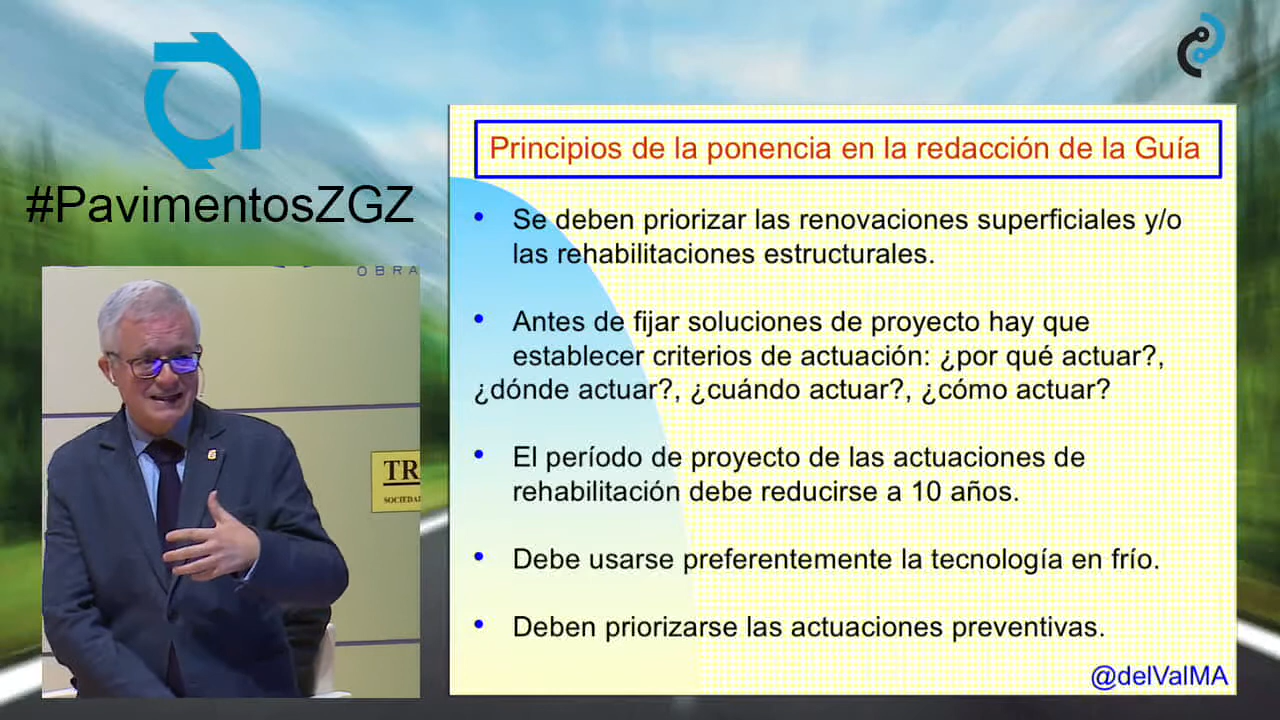 #PavimentosZGZ
OBRA
TR
SOCIEDA
Principios de la ponencia en la redacción de la Guía
• Se deben priorizar las renovaciones superficiales y/o
las rehabilitaciones estructurales.
• Antes de fijar soluciones de proyecto hay que
establecer criterios de actuación: ¿por qué actuar?,
¿dónde actuar?, ¿cuándo actuar?, ¿cómo actuar?
• El período de proyecto de las actuaciones de
rehabilitación debe reducirse a 10 años.
• Debe usarse preferentemente la tecnología en frío.
• Deben priorizarse las actuaciones preventivas.
@delValMA